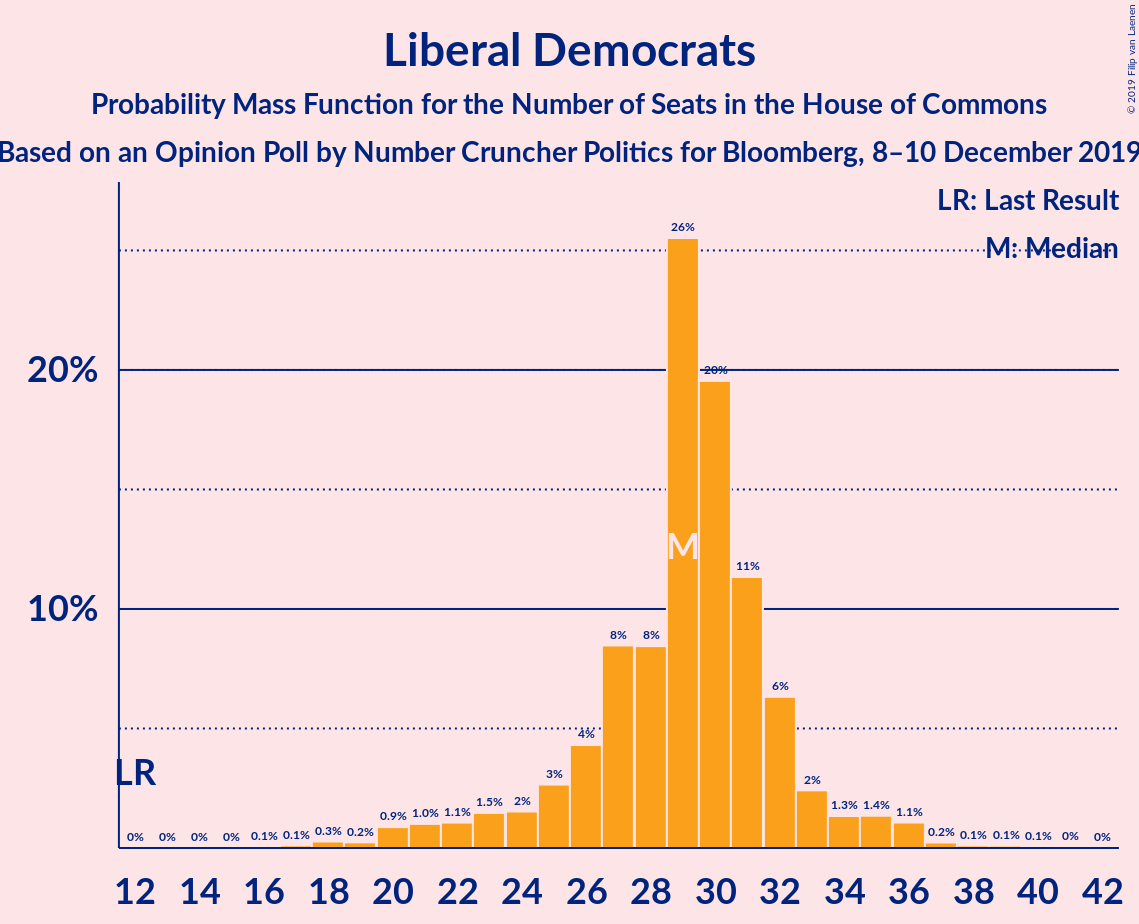 © 2019 Filip van Laenen
Liberal Democrats
Probability Mass Function for the Number of Seats in the House of Commons
Based on an Opinion Poll by Number Cruncher Politics for Bloomberg, 8–10 December 2019
LR: Last Result
M: Median
26%
20%
20%
M
11%
10%
8% 8%
6%
4%
LR
3%
2%
0% 0% 0% 0% 0.1% 0.1% 0.3% 0.2% 0.9% 1.0% 1.1% 1.5% 2% 1.3% 1.4% 1.1% 0.2% 0.1% 0.1% 0.1% 0% 0%
12 14 16 18 20 22 24 26 28 30 32 34 36 38 40 42